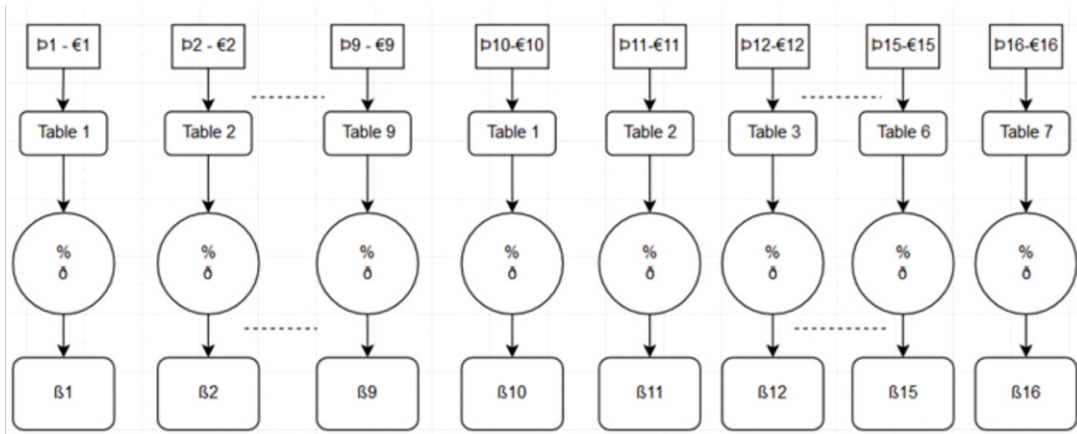 Þ1 - €1 Þ2 - €2 Þ9 - €9 Þ10-€10 Þ11-€11 Þ12-€12 Þ15-€15 Þ16-€16
Table 1 Table 2 Table 9 Table 1 Table 2 Table 3 Table 6 Table 7
% % % % % % % %
ð ð ð ð ð ð ð ð
ß1 ß2 ß9 ß10 ß11 ß12 ß15 ß16